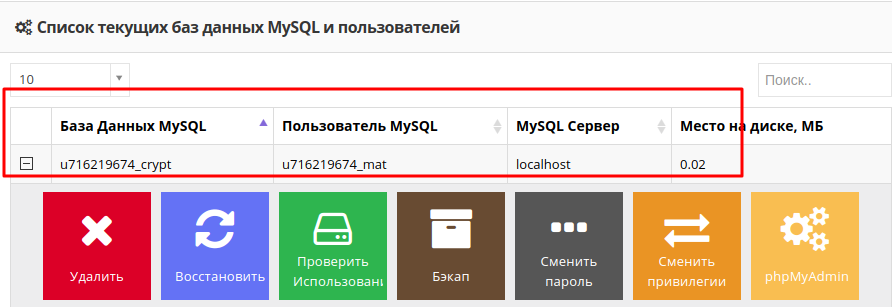 Список текущих баз данных MySQL и пользователей
10
Поиск..
База Данных MySQL Пользователь MySQL MySQL Сервер Место на диске, МБ
u716219674_crypt u716219674_mat localhost 0.02
Удалить Восстановить Проверить Использовань Бэкап Сменить пароль Сменить привилегии phpMyAdmin